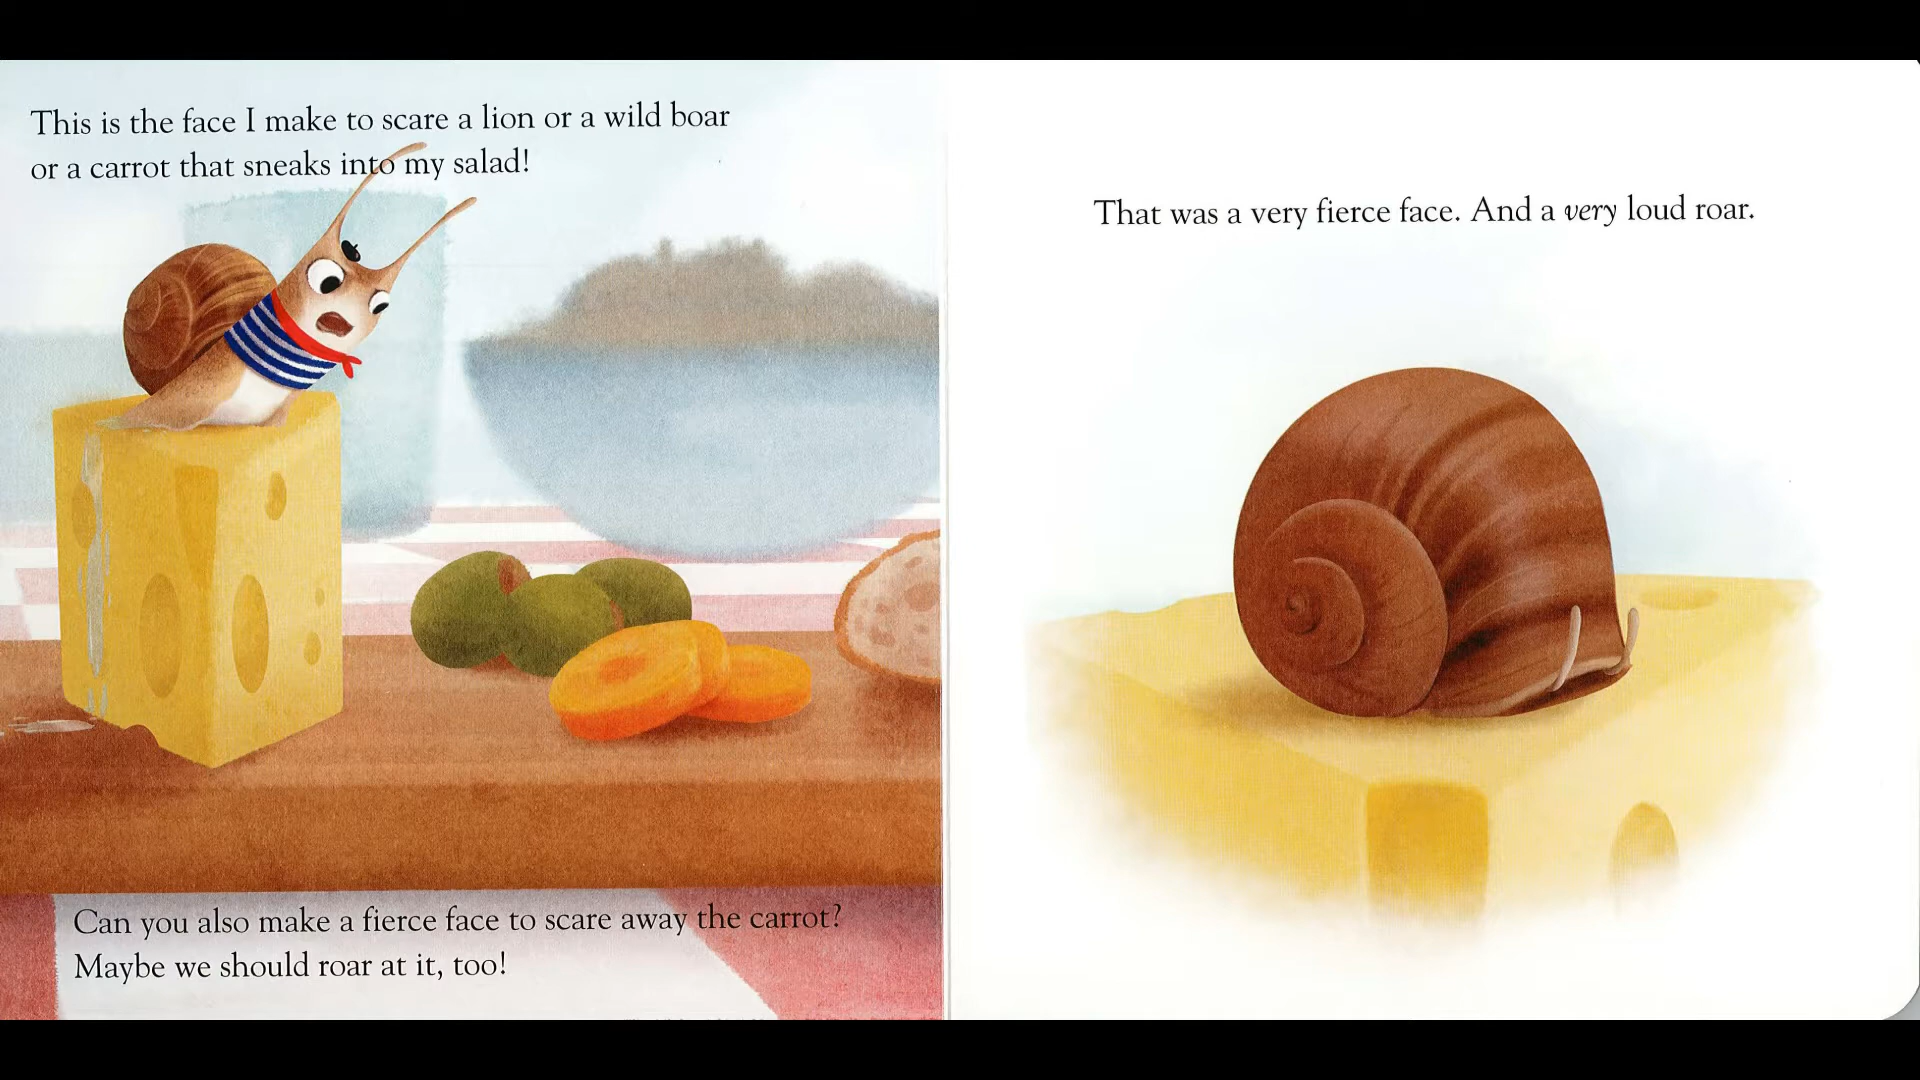 This is the face I make to scare a lion or a wild boar
or a carrot that sneaks into my salad!
Can you also make a fierce face to scare away the carrot?
Maybe we should roar at it, too!
That was a very fierce face. And a very loud roar.